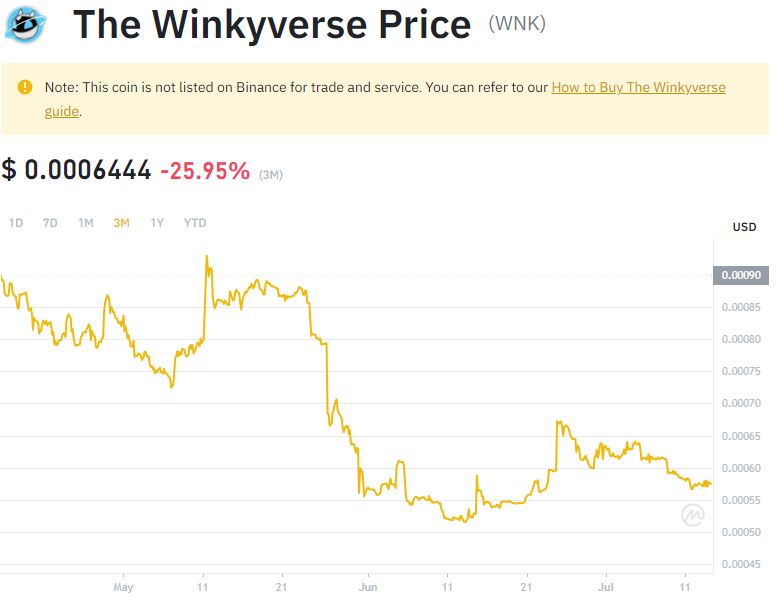 The Winkyverse Price (WNK)
Note: This coin is not listed on Binance for trade and service. You can refer to our How to Buy The Winkyverse
guide.
$ 0.0006444 -25.95% (3M)
1D 7D 1M 3M 1Y YTD
USD
0.00090
0.00085
0.00080
0.00075
0.00070
0.00065
0.00060
0.00055
0.00050
0.00045
May 11 21 Jun 11 21 Jul 11